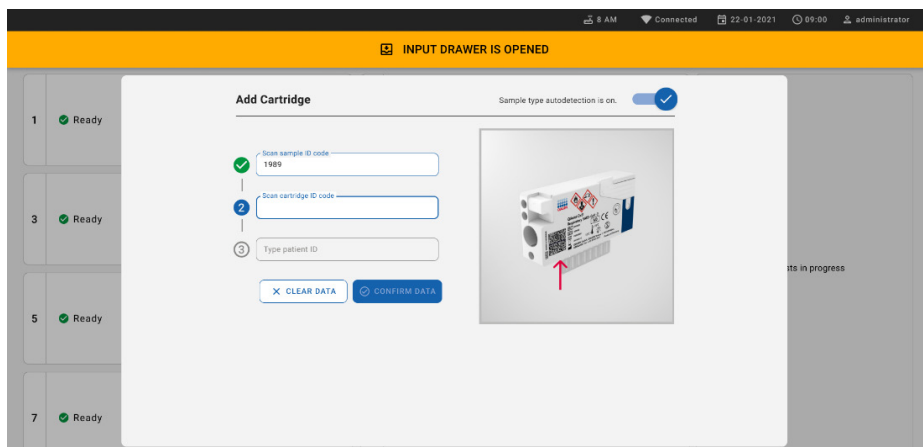 8 AM Connected 22-01-2021 09:00 administrator
INPUT DRAWER IS OPENED
Add Cartridge
Sample type autodetection is on.
1 Ready
Scan sample ID code
1989
2 Scan cartridge ID code
3 Type patient ID
3 Ready
CLEAR DATA CONFIRM DATA
sts in progress
5 Ready
7 Ready